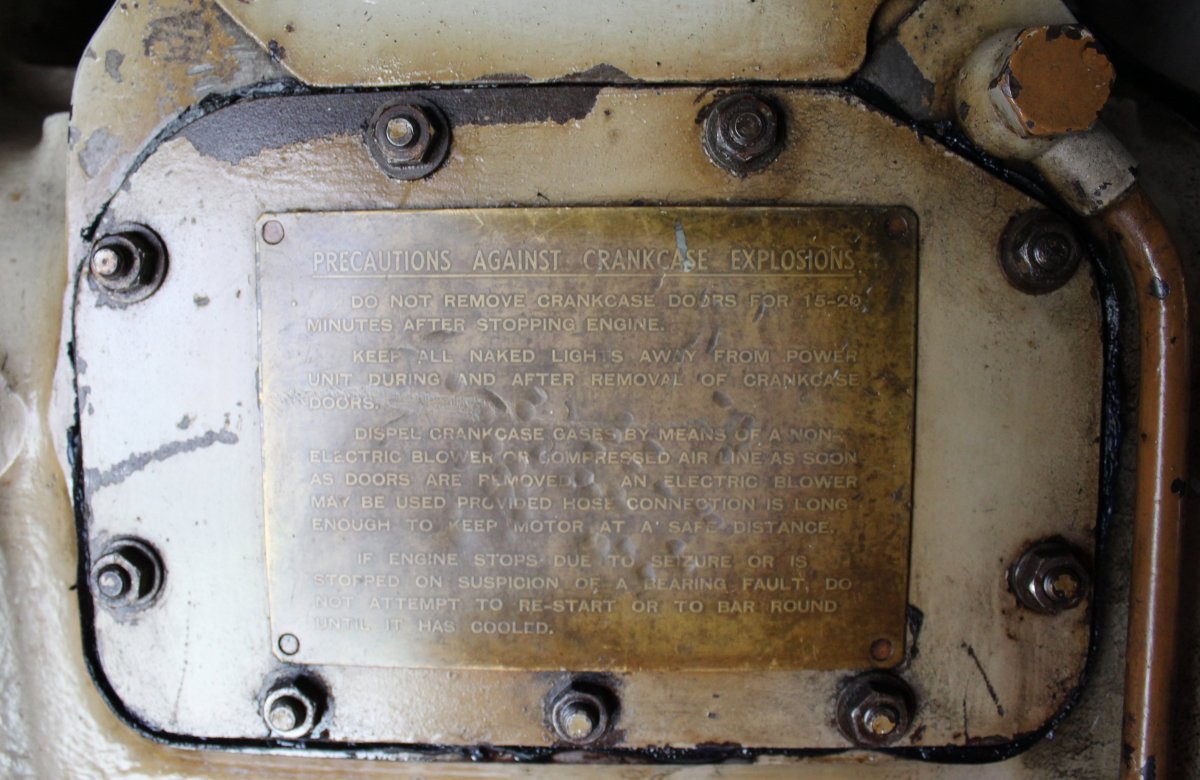 PRECAUTIONS AGAINST CRANKCASE EXPLOSIONS
DO NOT REMOVE CRANKCASE DOORS FOR 15-20
MINUTES AFTER STOPPING ENGINE.
KEEP ALL NAKED LIGHTS AWAY FROM POWER
UNIT DURING AND AFTER REMOVAL OF CRANKCASE
DOORS.
DISPEL CRANKCASE GASES BY MEANS OF A NON-
ELECTRIC BLOWER OR COMPRESSED AIR LINE AS SOON
AS DOORS ARE REMOVED. AN ELECTRIC BLOWER
MAY BE USED PROVIDED HOSE CONNECTION IS LONG
ENOUGH TO KEEP MOTOR AT A SAFE DISTANCE.
IF ENGINE STOPS DUE TO SEIZURE OR IS
STOPPED ON SUSPICION OF A BEARING FAULT, DO
NOT ATTEMPT TO RE-START OR TO BAR ROUND
UNTIL IT HAS COOLED.